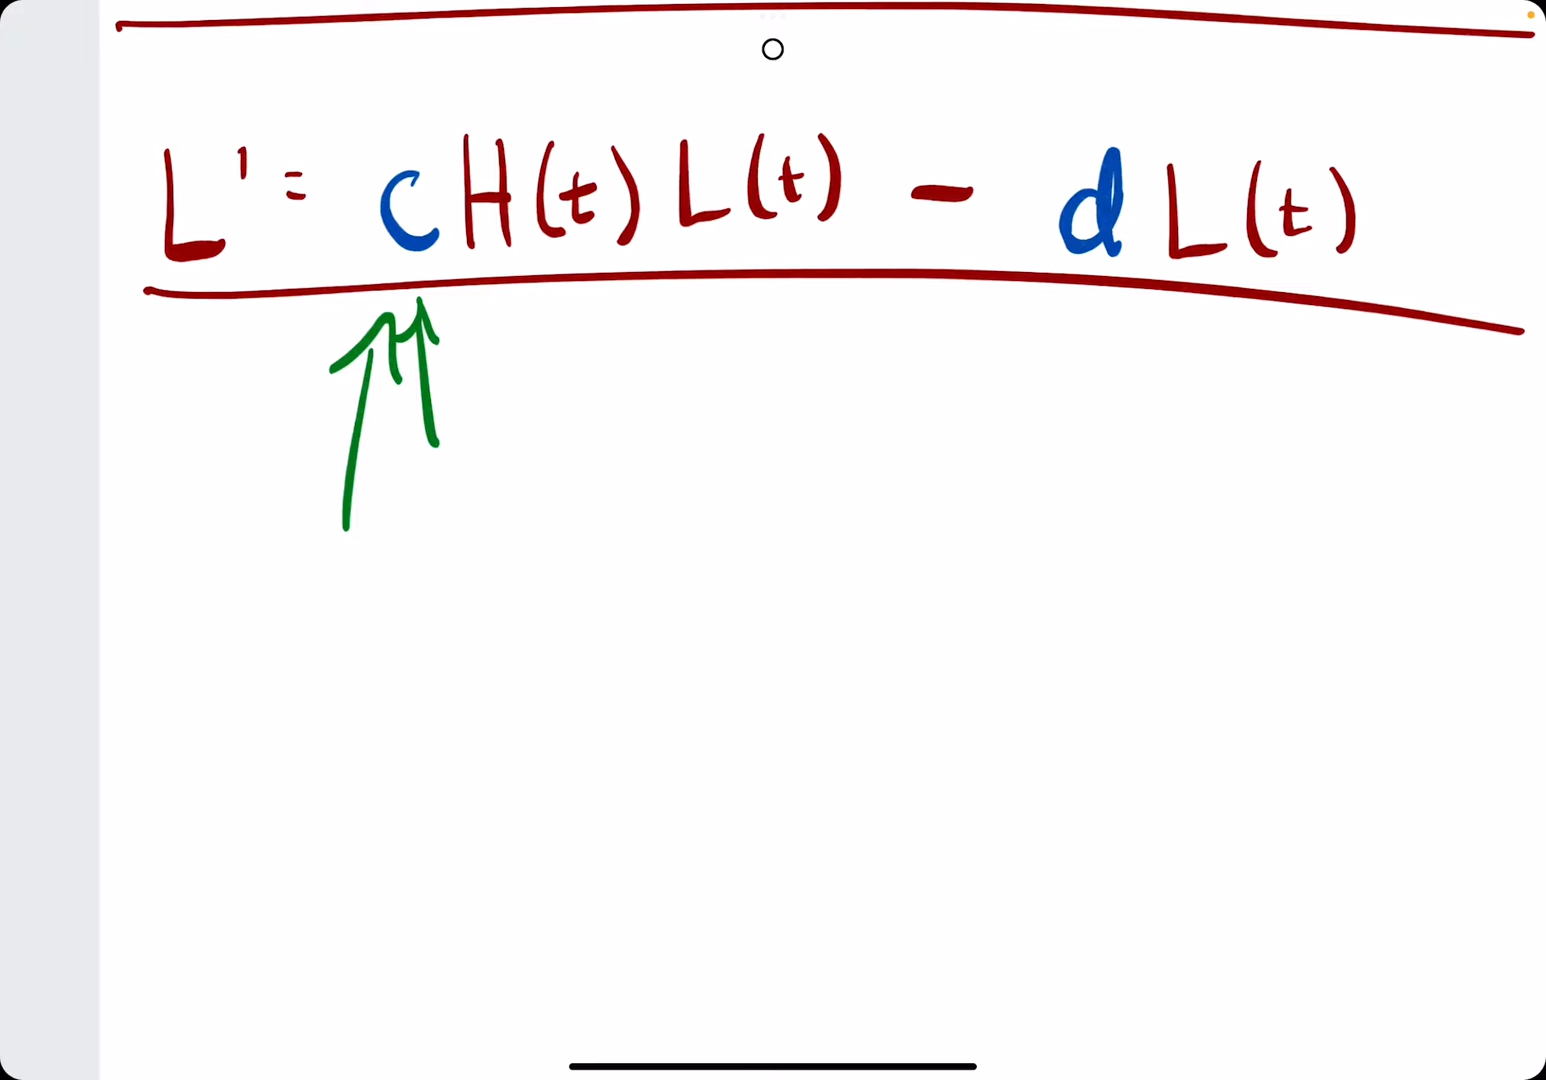 L' = cH(t)L(t) - dL(t)